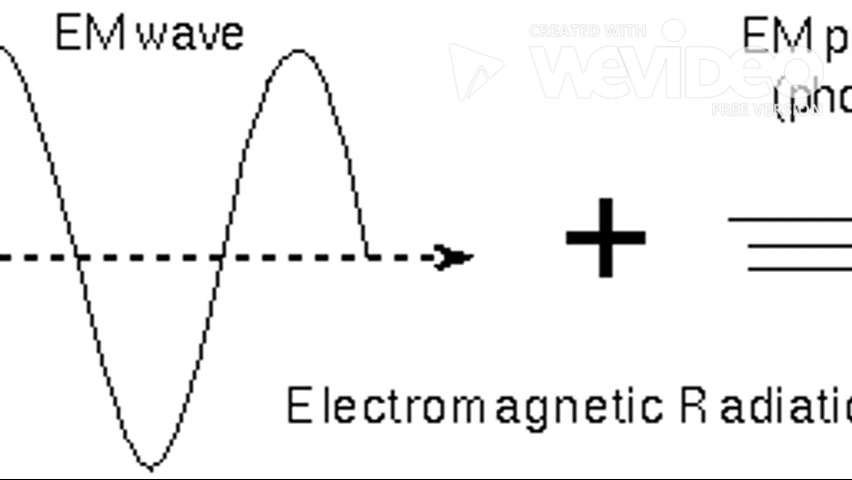 EM wave
CREATED WITH
EM p
wevideo
(pho
FREE VERSION
Electromagnetic Radiatio